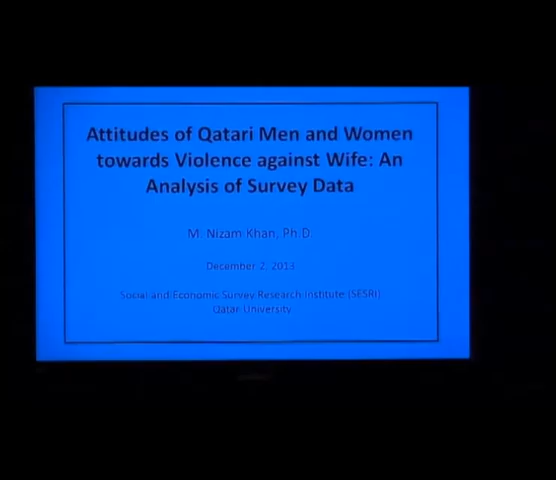 Attitudes of Qatari Men and Women
towards Violence against Wife: An
Analysis of Survey Data
M. Nizam Khan, Ph.D.
December 2, 2013
Social and Economic Survey Research Institute (SESRI)
Qatar University